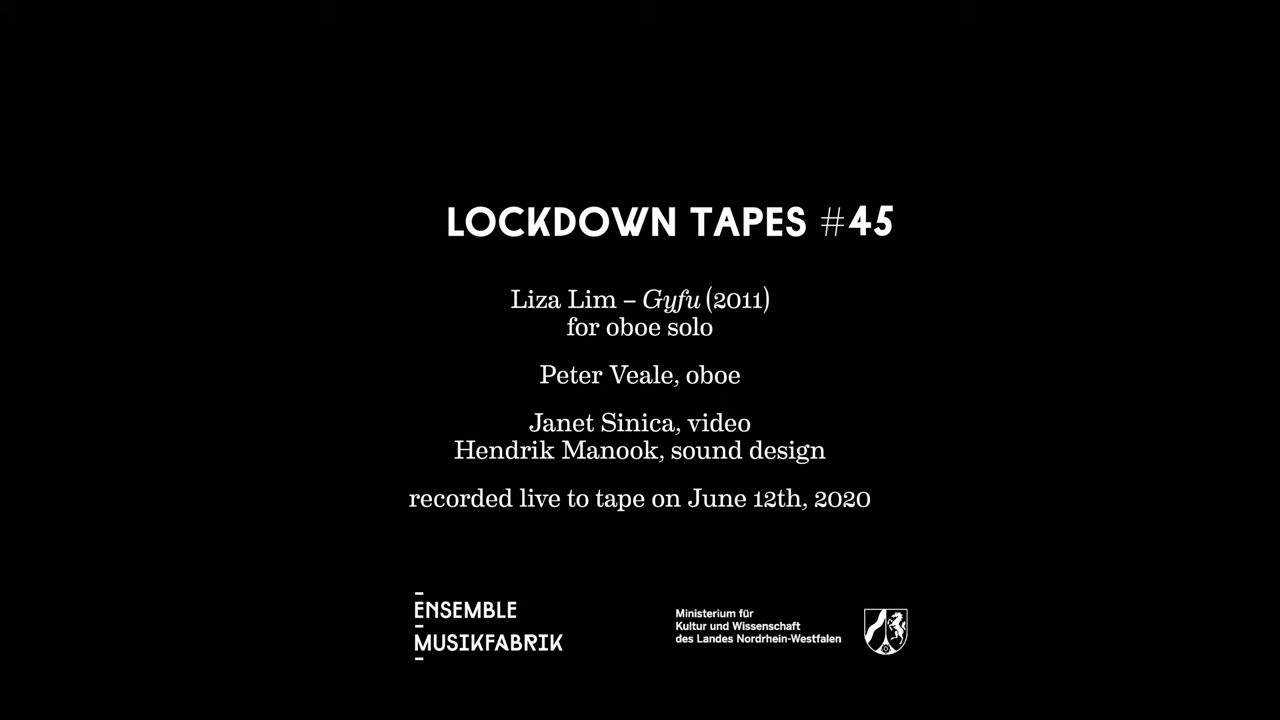 LOCKDOWN TAPES #45
Liza Lim – Gyfu (2011)
for oboe solo
Peter Veale, oboe
Janet Sinica, video
Hendrik Manook, sound design
recorded live to tape on June 12th, 2020
ENSEMBLE
MUSIKFABRIK
Ministerium für
Kultur und Wissenschaft
des Landes Nordrhein-Westfalen